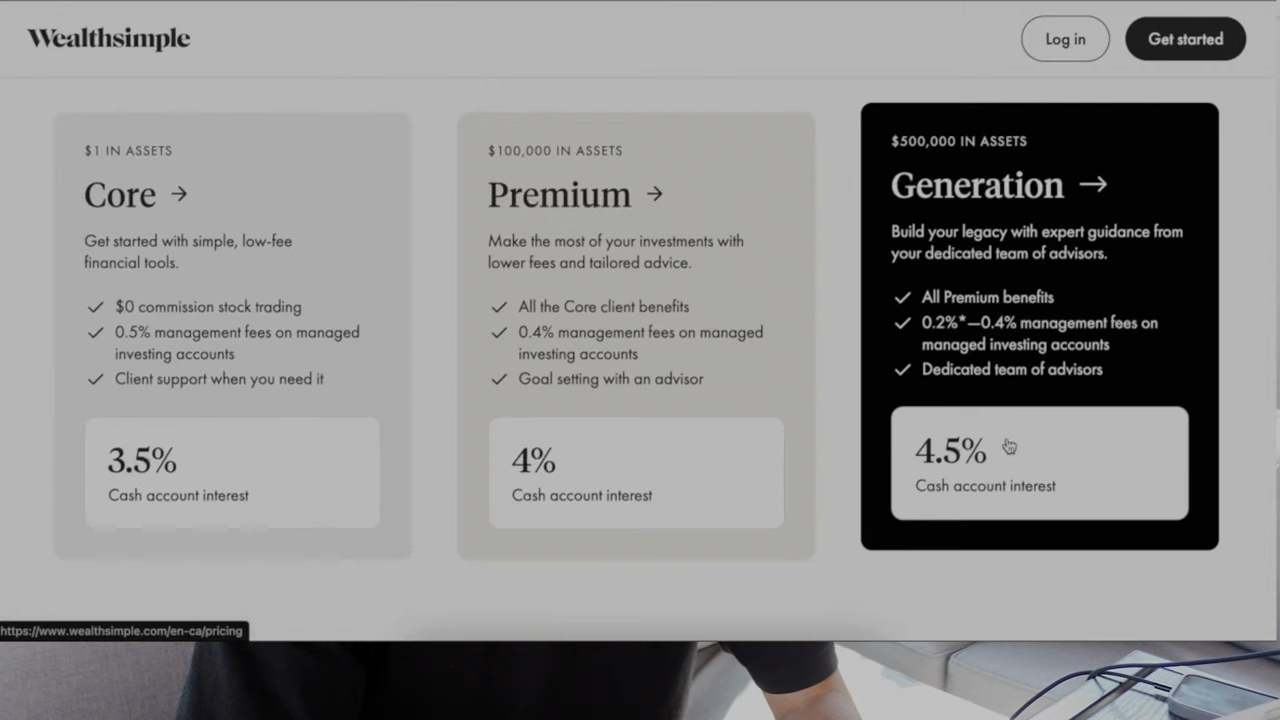 Wealthsimple
Log in
Get started
$1 IN ASSETS
Core →
Get started with simple, low-fee
financial tools.
$0 commission stock trading
0.5% management fees on managed
investing accounts
Client support when you need it
3.5%
Cash account interest
$100,000 IN ASSETS
Premium →
Make the most of your investments with
lower fees and tailored advice.
All the Core client benefits
0.4% management fees on managed
investing accounts
Goal setting with an advisor
4%
Cash account interest
$500,000 IN ASSETS
Generation →
Build your legacy with expert guidance from
your dedicated team of advisors.
All Premium benefits
0.2%*—0.4% management fees on
managed investing accounts
Dedicated team of advisors
4.5%
Cash account interest
https://www.wealthsimple.com/en-ca/pricing